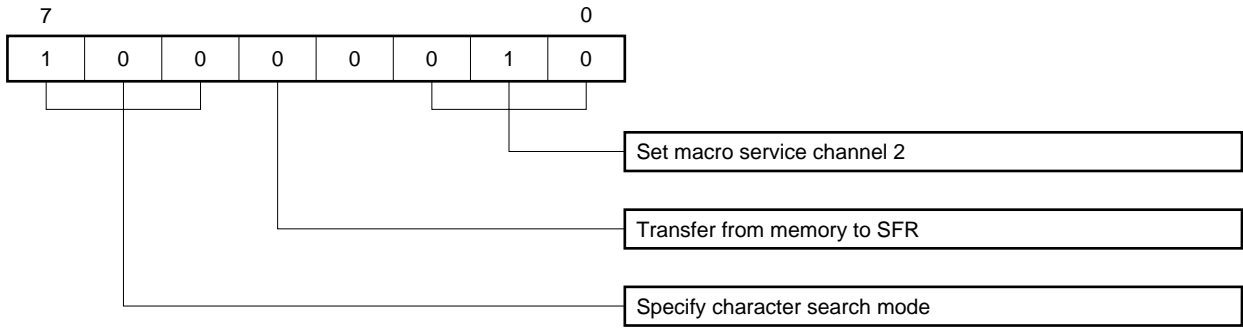 7 0
1 0 0 0 0 0 1 0
Set macro service channel 2
Transfer from memory to SFR
Specify character search mode